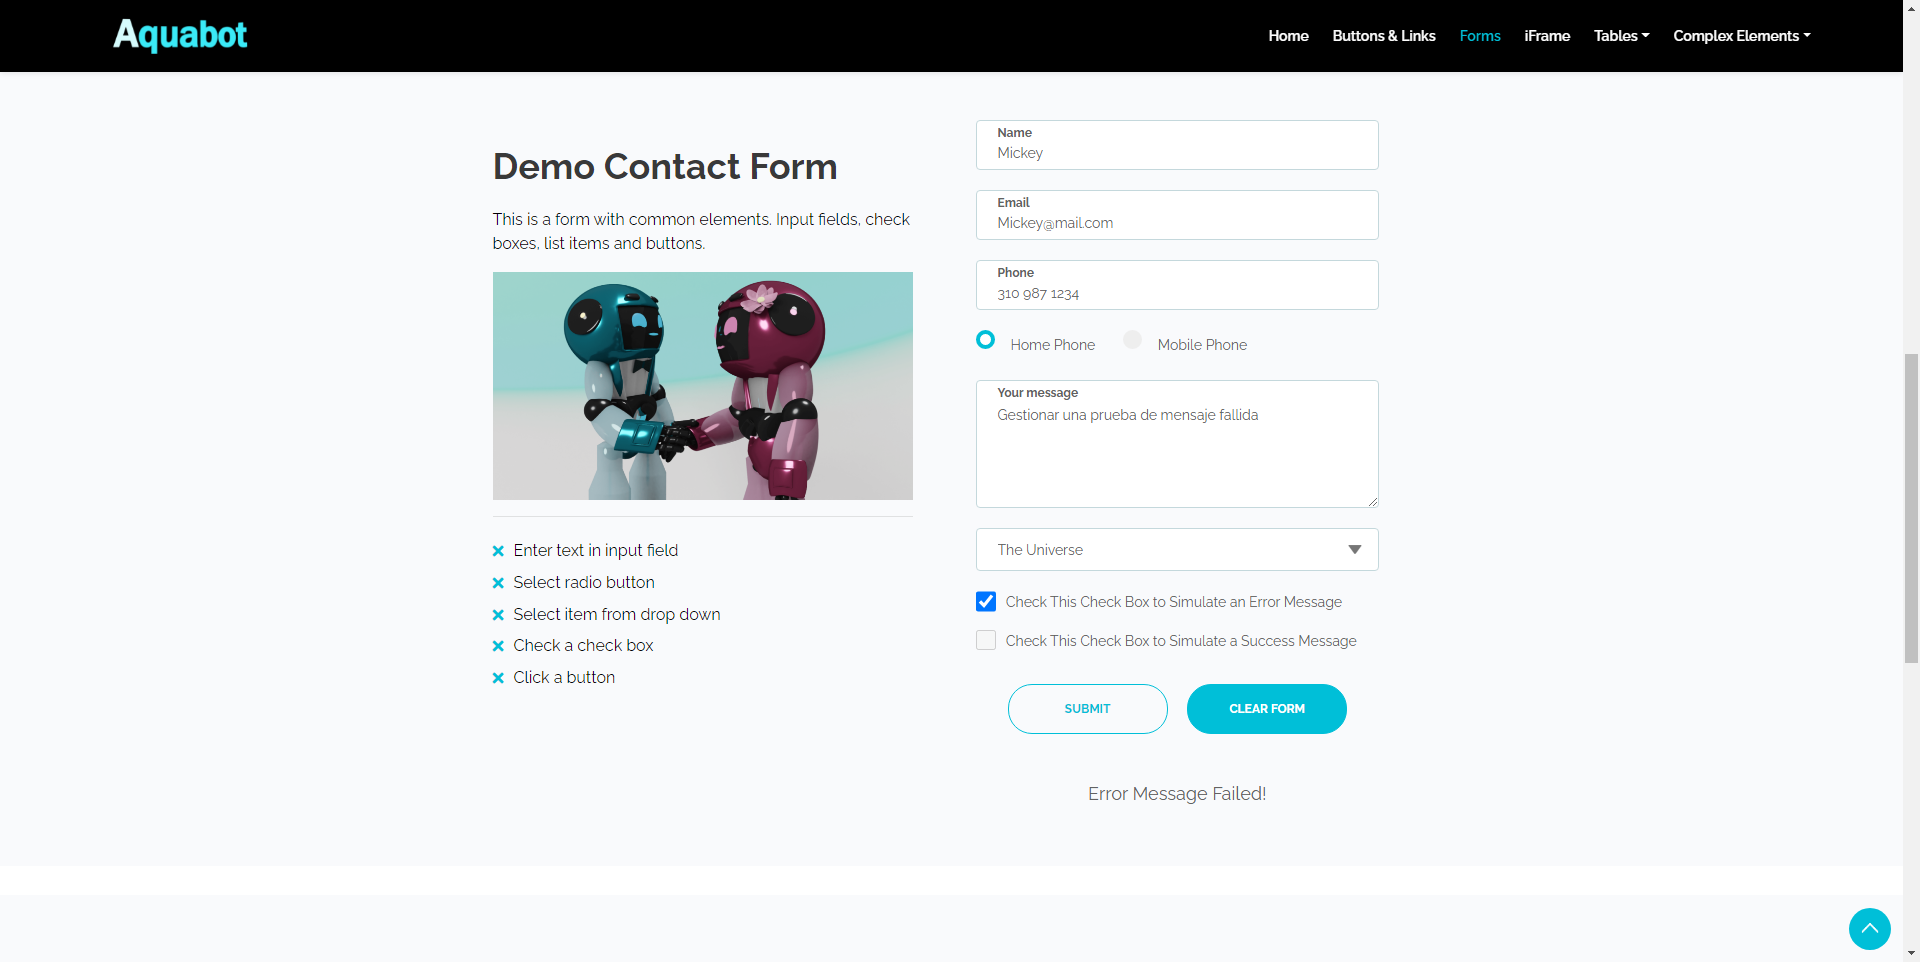 Aquabot
Home Buttons & Links Forms iFrame Tables Complex Elements
Demo Contact Form
This is a form with common elements. Input fields, check
boxes, list items and buttons.
Enter text in input field
Select radio button
Select item from drop down
Check a check box
Click a button
Name
Mickey
Email
Mickey@mail.com
Phone
310 987 1234
Home Phone Mobile Phone
Your message
Gestionar una prueba de mensaje fallida
The Universe
Check This Check Box to Simulate an Error Message
Check This Check Box to Simulate a Success Message
SUBMIT CLEAR FORM
Error Message Failed!